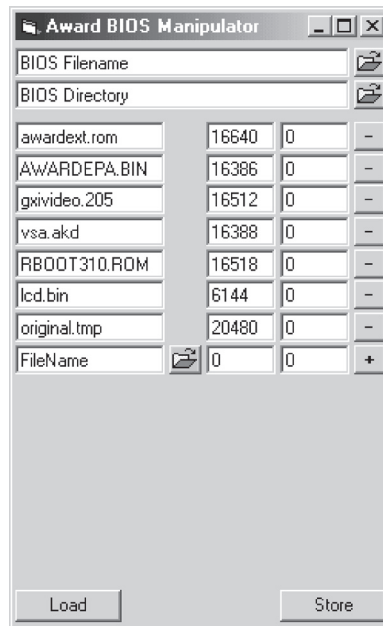 Award BIOS Manipulator
BIOS Filename
BIOS Directory
awardext.rom 16640 0 -
AWARDEPA.BIN 16386 0 -
gxivideo.205 16512 0 -
vsa.akd 16388 0 -
RBOOT310.ROM 16518 0 -
lcd.bin 6144 0 -
original.tmp 20480 0 -
FileName 0 0 +
Load Store